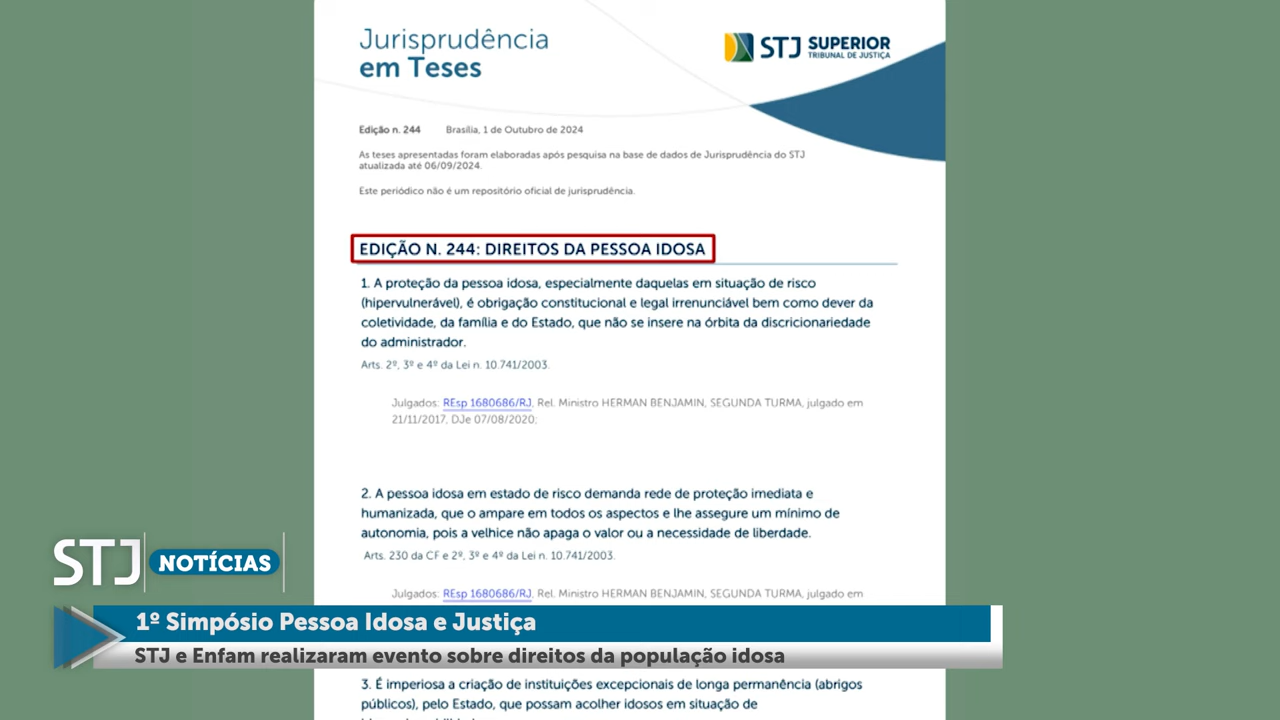 Jurisprudência
em Teses
STJ SUPERIOR
TRIBUNAL DE JUSTIÇA
Edição n. 244 Brasília, 1 de Outubro de 2024
As teses apresentadas foram elaboradas após pesquisa na base de dados de Jurisprudência do STJ
atualizada até 06/09/2024.
Este periódico não é um repositório oficial de jurisprudência.
EDIÇÃO N. 244: DIREITOS DA PESSOA IDOSA
1. A proteção da pessoa idosa, especialmente daquelas em situação de risco
(hipervulnerável), é obrigação constitucional e legal irrenunciável bem como dever da
coletividade, da família e do Estado, que não se insere na órbita da discricionariedade
do administrador.
Arts. 2º, 3º e 4º da Lei n. 10.741/2003.
Julgados: REsp 1680686/RJ, Rel. Ministro HERMAN BENJAMIN, SEGUNDA TURMA, julgado em
21/11/2017, DJe 07/08/2020;
2. A pessoa idosa em estado de risco demanda rede de proteção imediata e
humanizada, que o ampare em todos os aspectos e lhe assegure um mínimo de
autonomia, pois a velhice não apaga o valor ou a necessidade de liberdade.
Arts. 230 da CF e 2º, 3º e 4º da Lei n. 10.741/2003.
Julgados: REsp 1680686/RJ, Rel. Ministro HERMAN BENJAMIN, SEGUNDA TURMA, julgado em
STJ NOTÍCIAS
1º Simpósio Pessoa Idosa e Justiça
STJ e Enfam realizaram evento sobre direitos da população idosa
3. É imperiosa a criação de instituições excepcionais de longa permanência (abrigos
públicos), pelo Estado, que possam acolher idosos em situação de